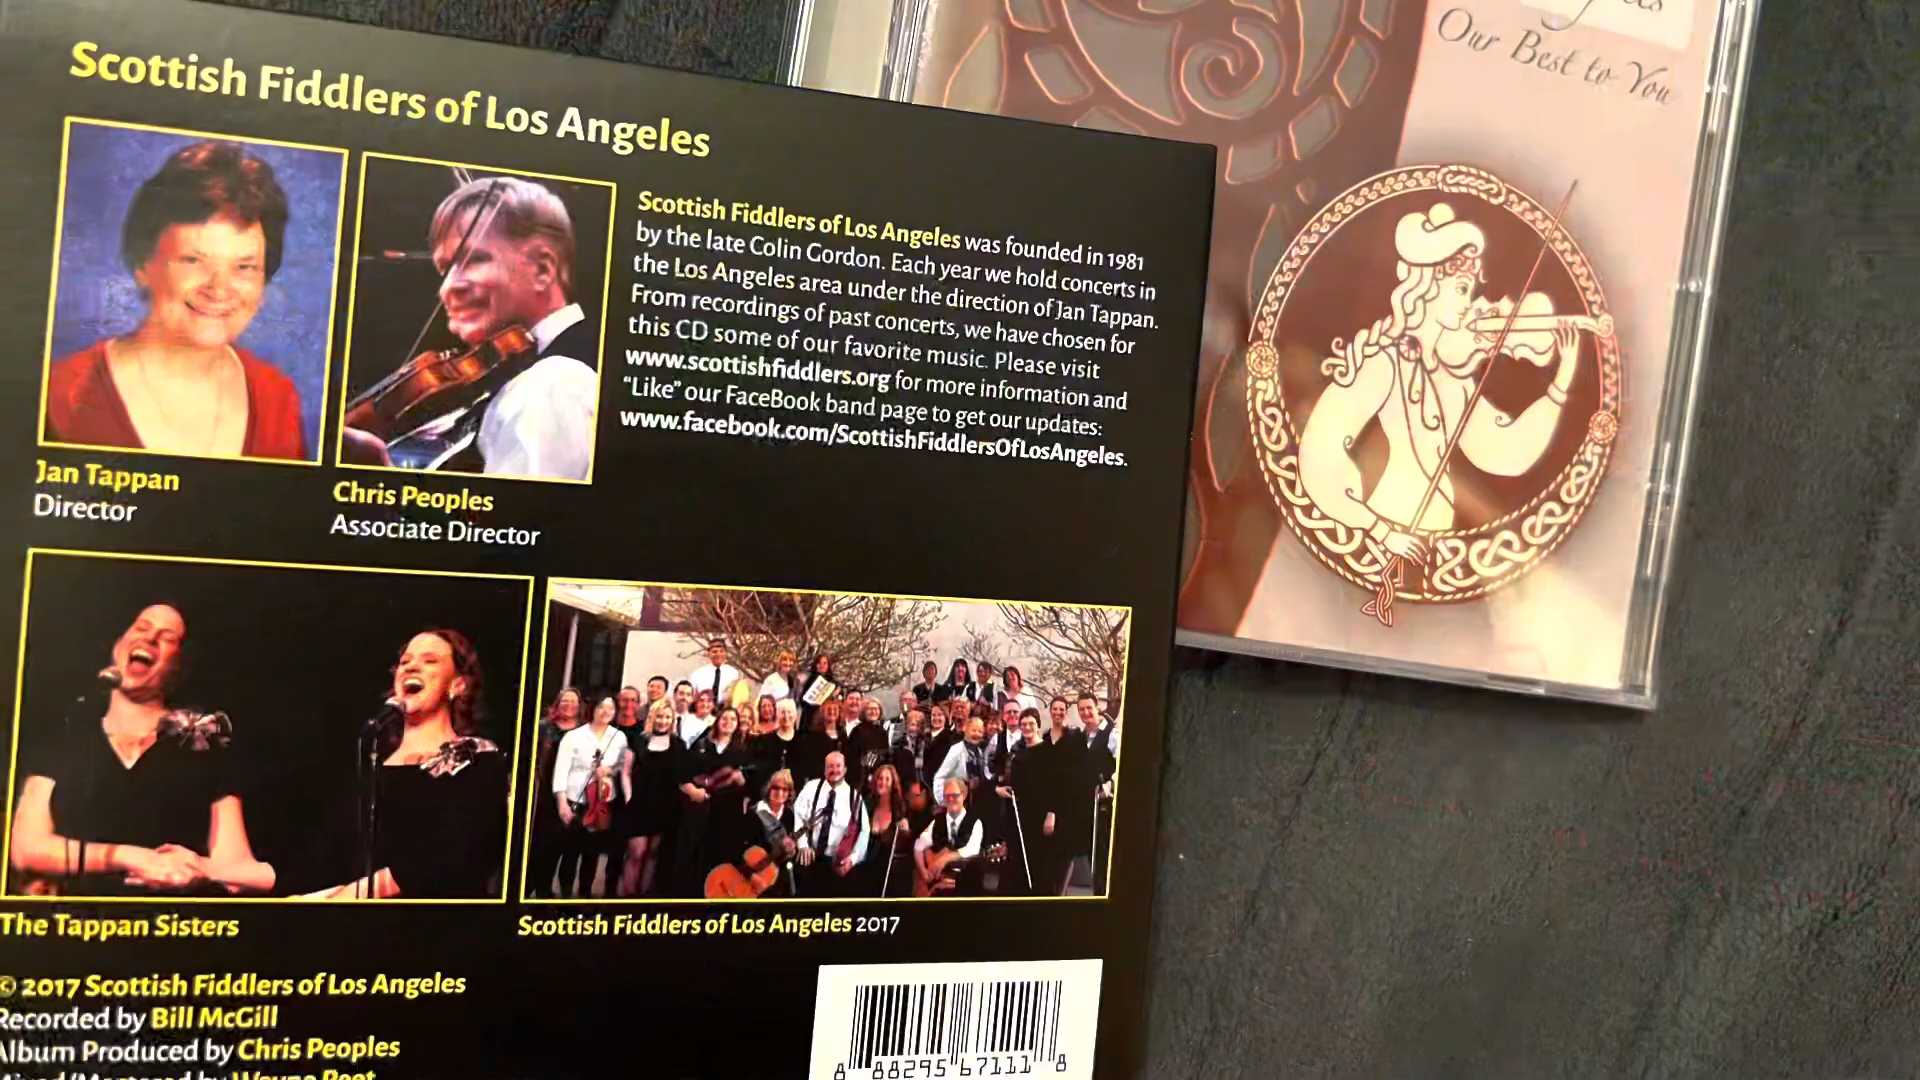 Scottish Fiddlers of Los Angeles
Our Best to You
Scottish Fiddlers of Los Angeles was founded in 1981
by the late Colin Gordon. Each year we hold concerts in
the Los Angeles area under the direction of Jan Tappan.
From recordings of past concerts, we have chosen for
this CD some of our favorite music. Please visit
www.scottishfiddlers.org for more information and
"Like" our FaceBook band page to get our updates:
www.facebook.com/ScottishFiddlersOfLosAngeles.
Jan Tappan
Director
Chris Peoples
Associate Director
The Tappan Sisters
Scottish Fiddlers of Los Angeles 2017
© 2017 Scottish Fiddlers of Los Angeles
Recorded by Bill McGill
Album Produced by Chris Peoples
8 88295 67111 8